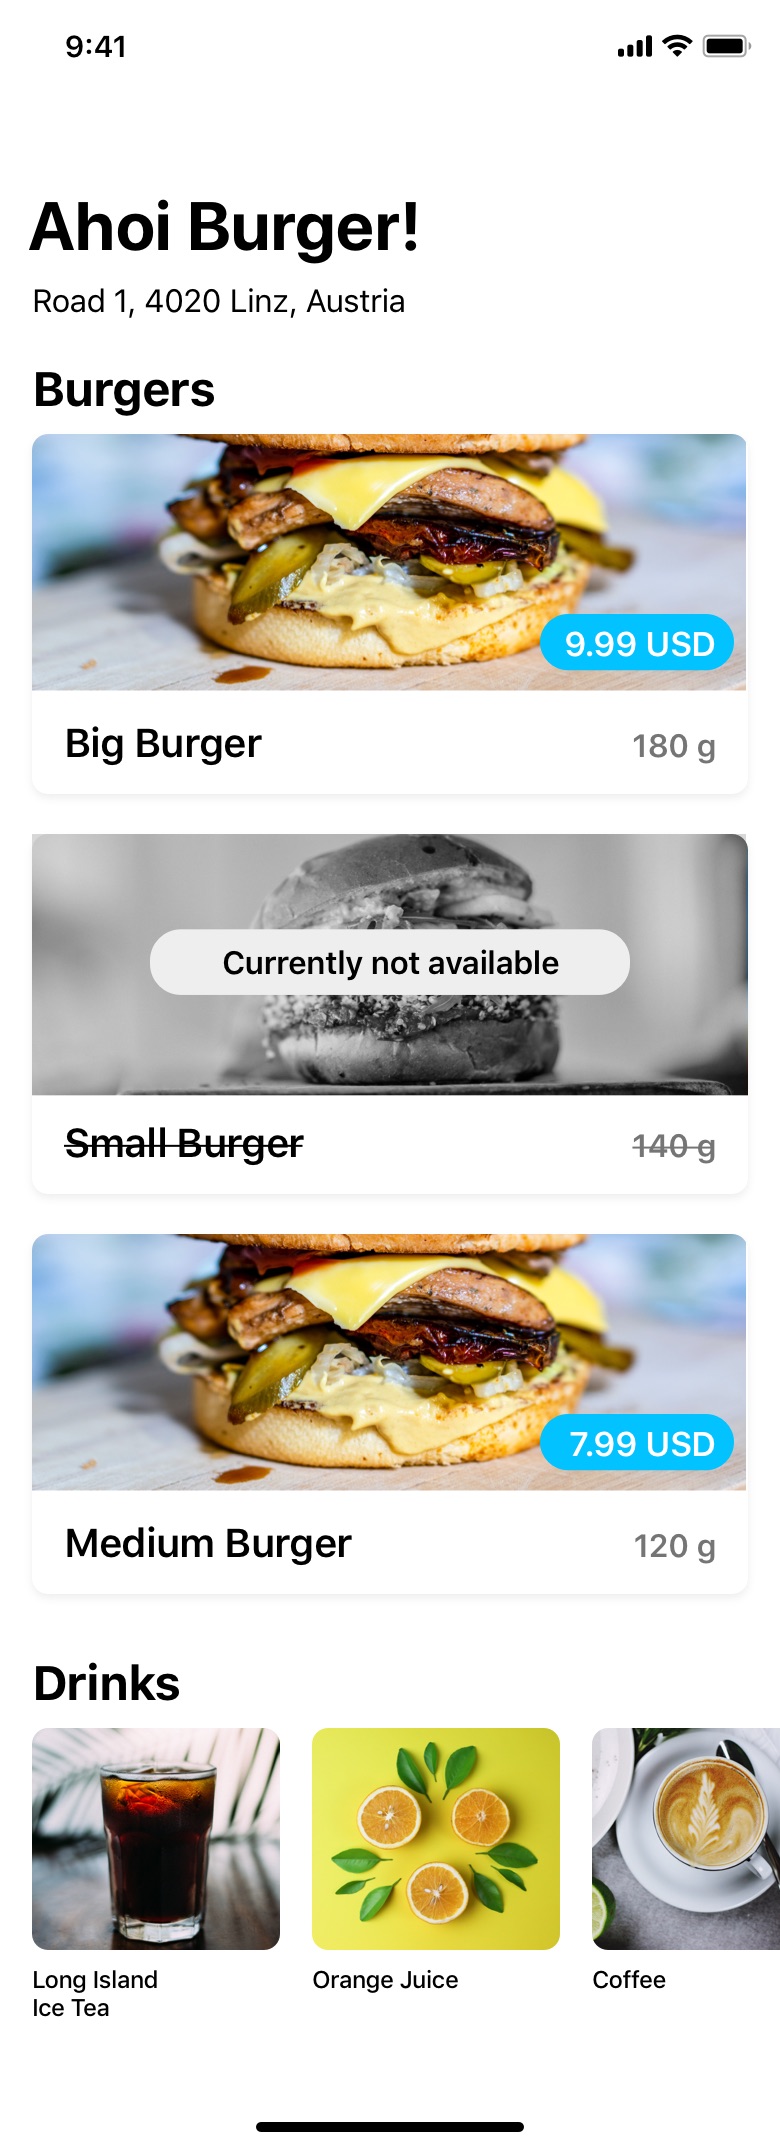 9:41
Ahoi Burger!
Road 1, 4020 Linz, Austria
Burgers
9.99 USD
Big Burger
180 g
Currently not available
Small Burger
140 g
7.99 USD
Medium Burger
120 g
Drinks
Long Island
Ice Tea
Orange Juice
Coffee